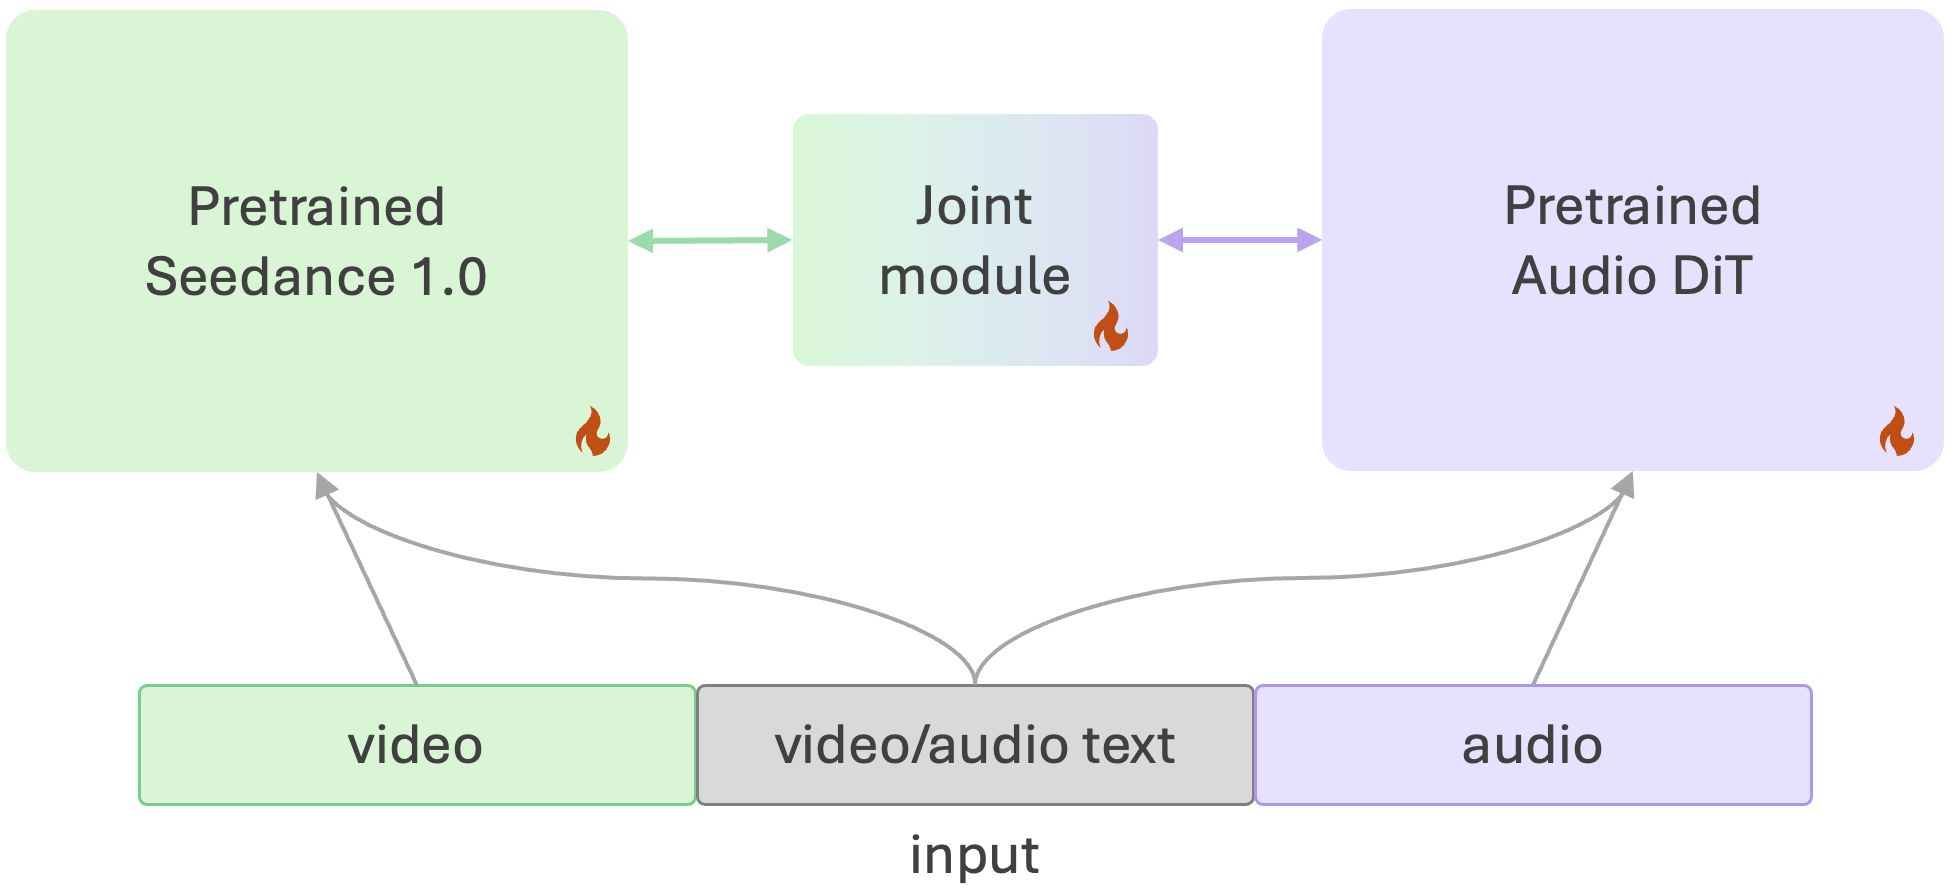 Pretrained
Seedance 1.0
Joint
module
Pretrained
Audio DiT
video
video/audio text
audio
input